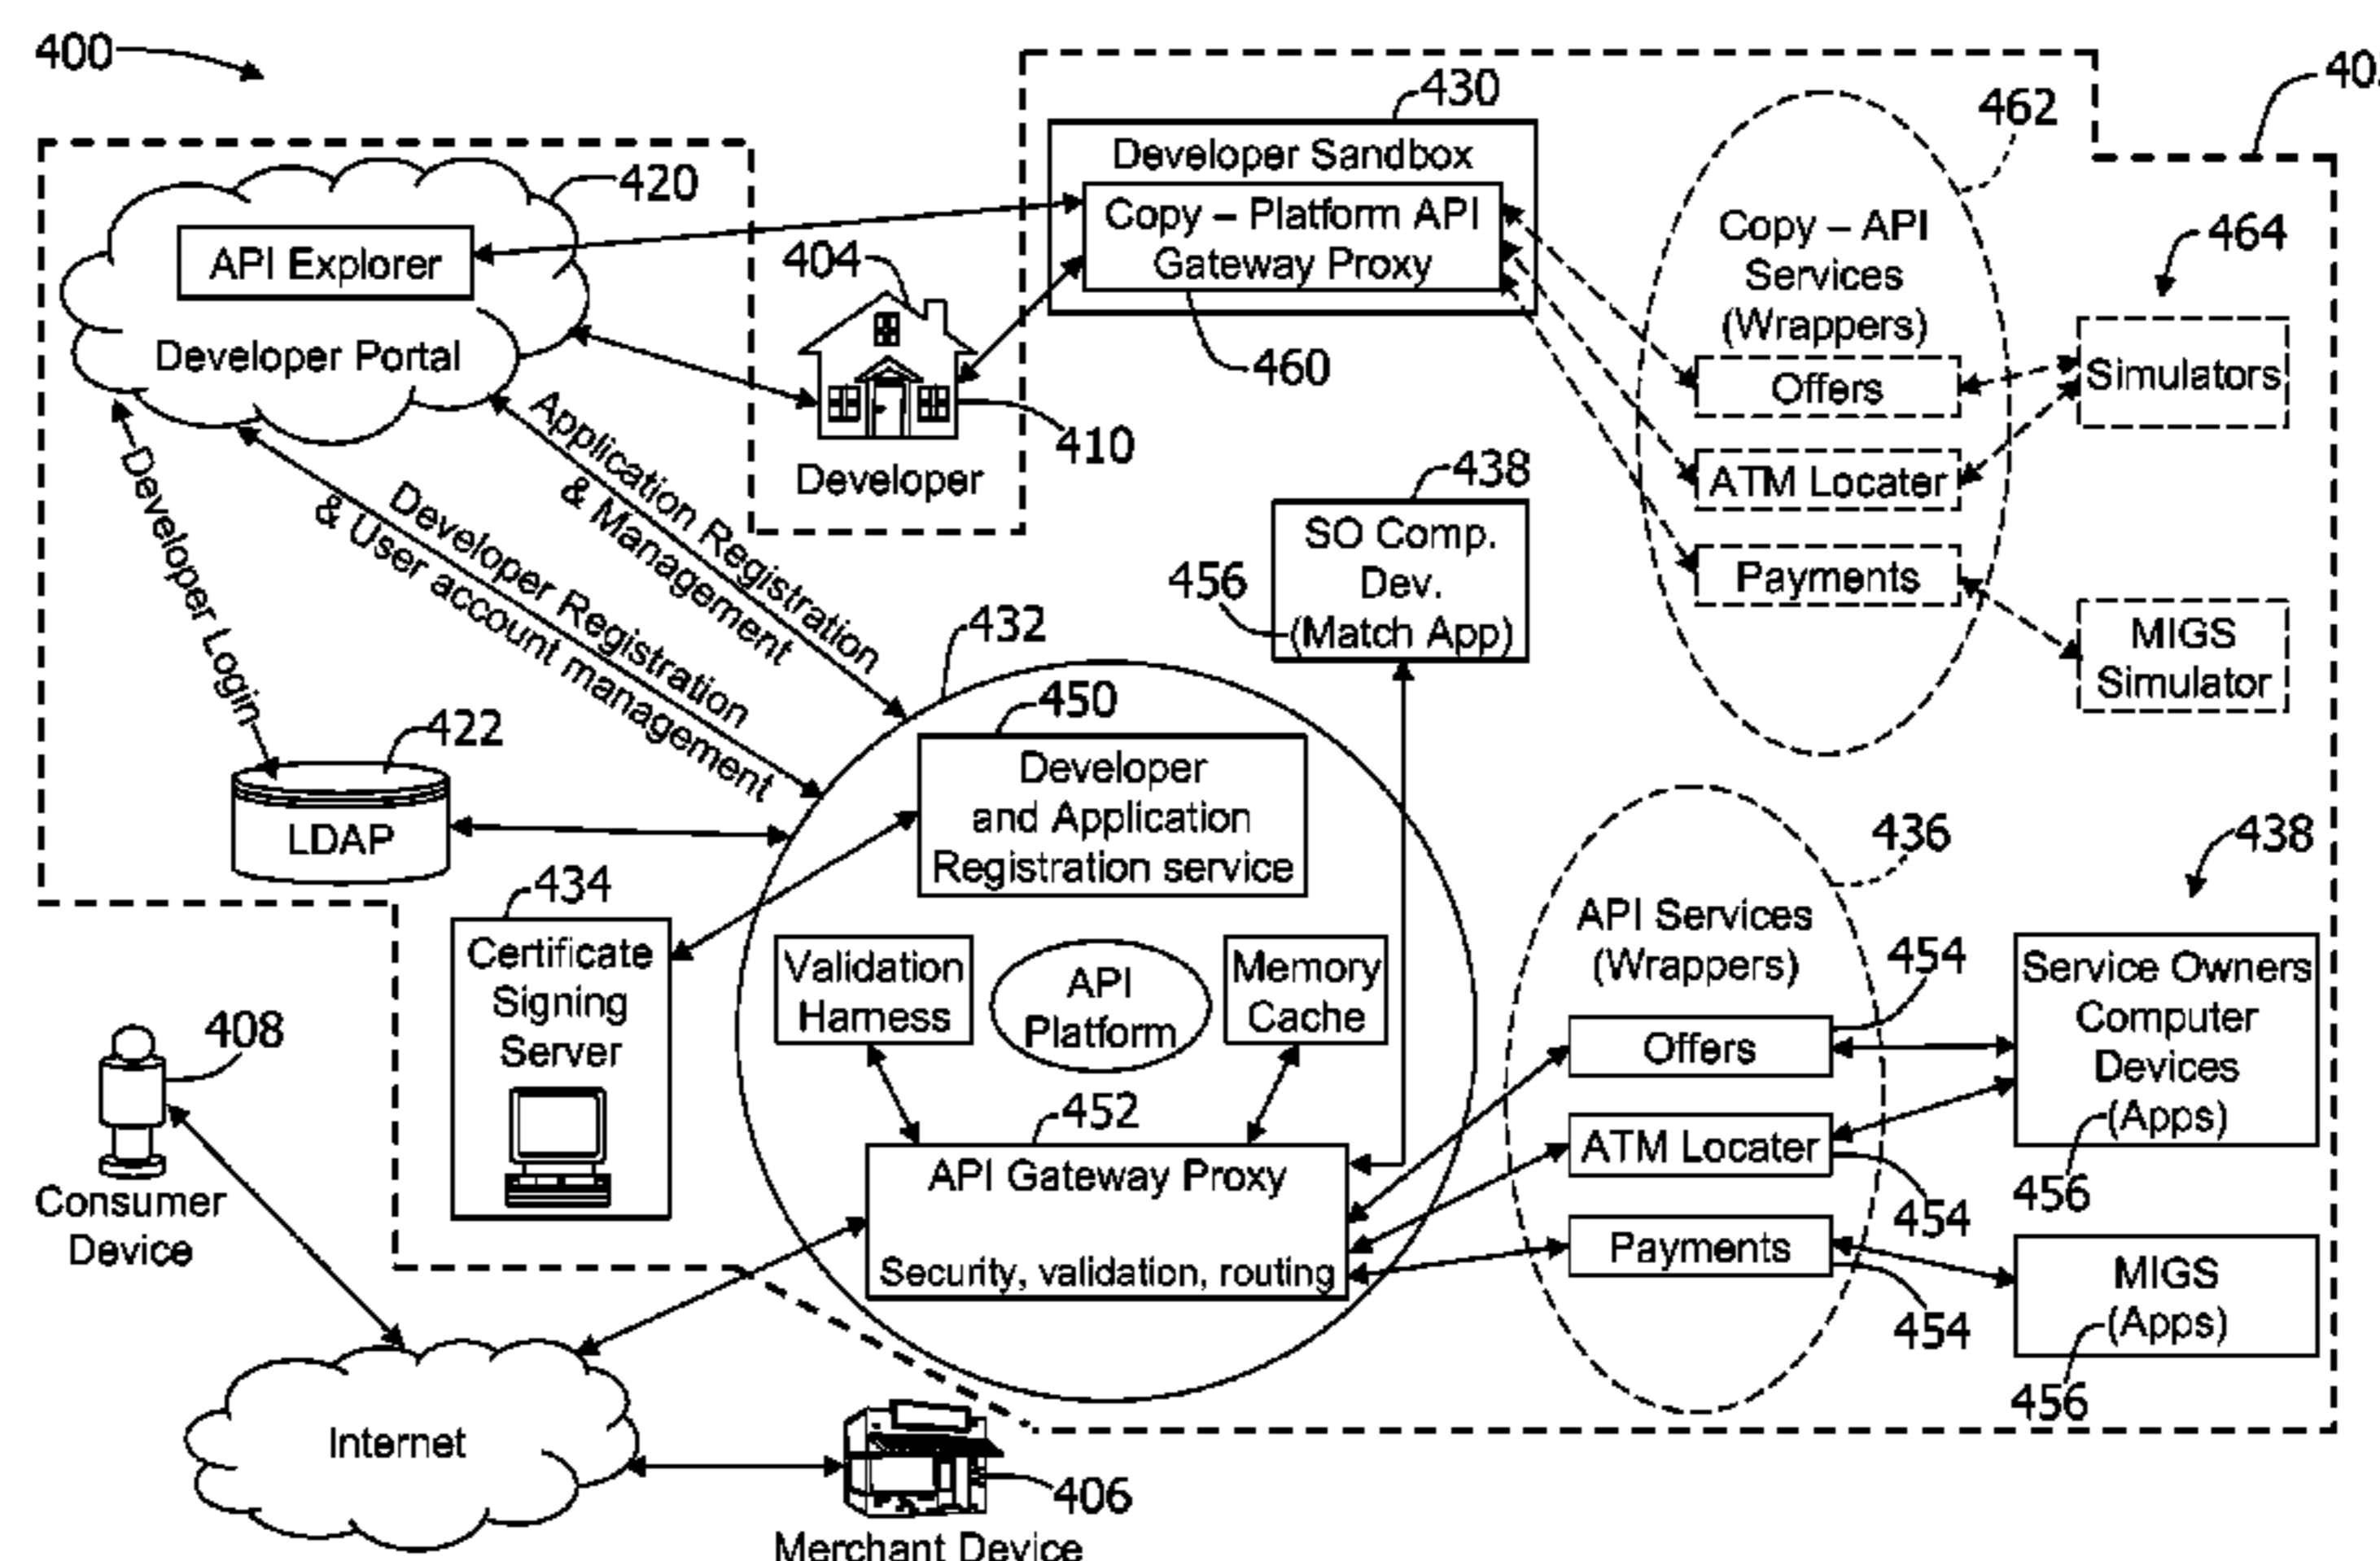 400
430
Developer Sandbox
Copy – Platform API
Gateway Proxy
460
462
Copy – API
Services
(Wrappers)
Offers
ATM Locater
Payments
464
Simulators
MIGS
Simulator
420
API Explorer
Developer Portal
404
410
Developer
Application Registration
& Management
Developer Registration
& User account management
Developer Login
422
LDAP
438
SO Comp.
Dev.
456
(Match App)
432
450
Developer
and Application
Registration service
434
Certificate
Signing
Server
Validation
Harness
API
Platform
Memory
Cache
452
API Gateway Proxy
Security, validation, routing
436
API Services
(Wrappers)
454
Offers
ATM Locater
454
Payments
454
438
Service Owners
Computer
Devices
(Apps)
456
MIGS
(Apps)
456
408
Consumer
Device
Internet
406
Merchant Device